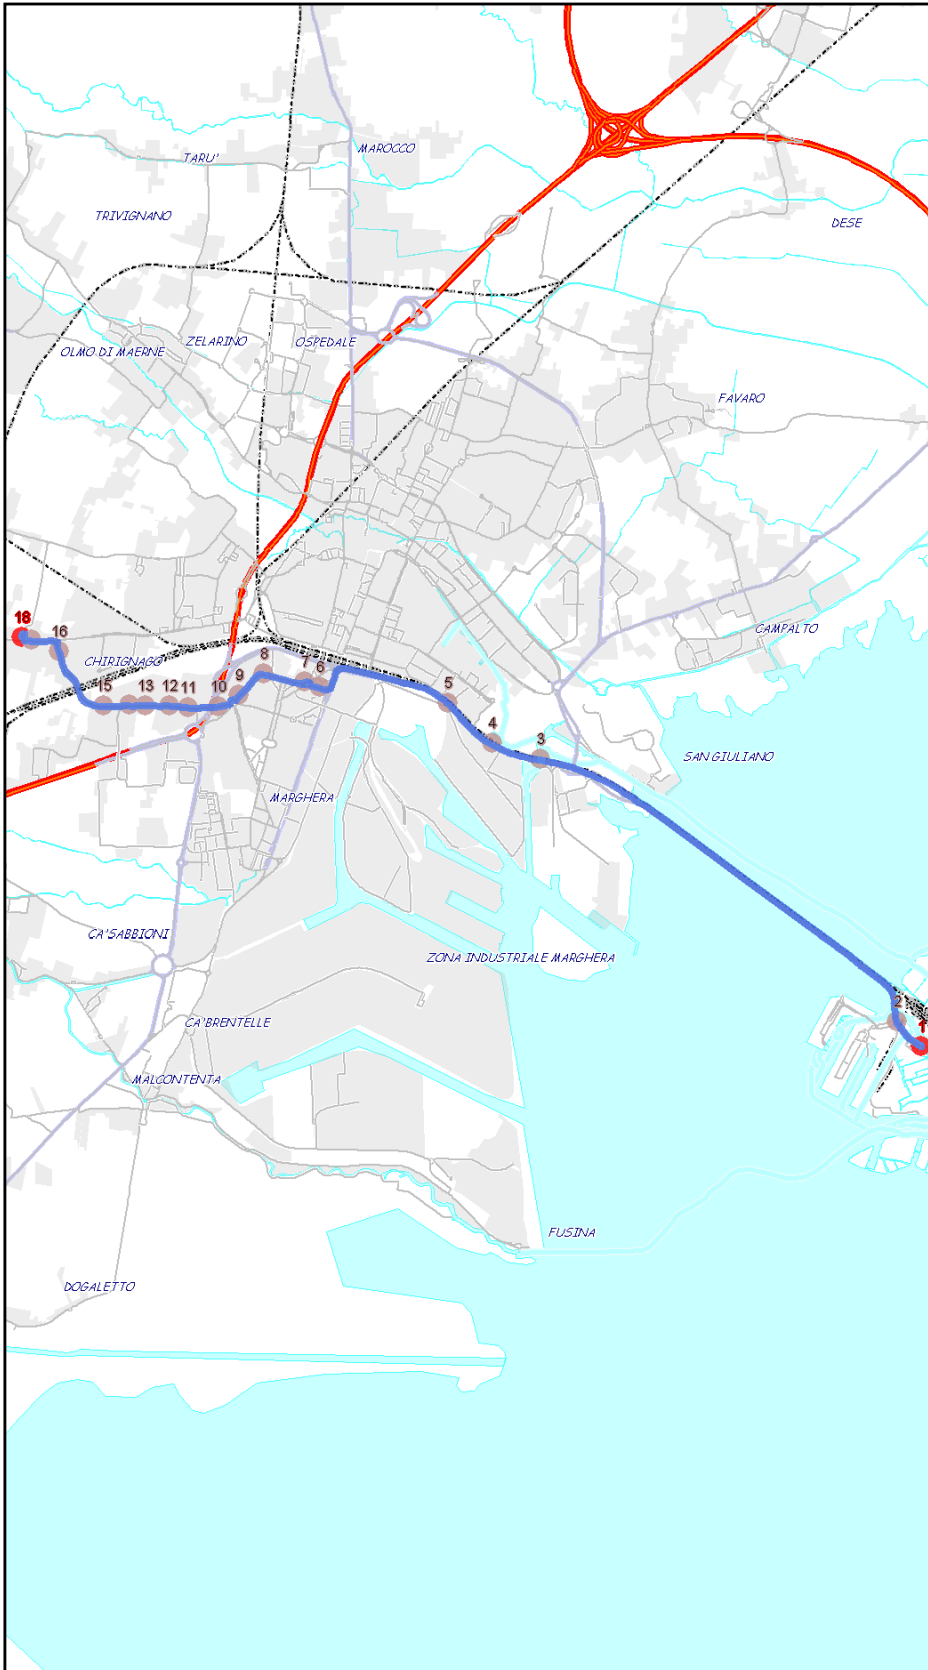 MAROCCO
TARU'
TRIVIGNANO
DESE
ZELARINO
OSPEDALE
OLMO DI MAERNE
FAVARO
18
16
CAMPALTO
CHIRIGNAGO
8
7
6
9
15
13
12
11
10
5
4
3
SAN GIULIANO
MARGHERA
CA'SABBIONI
ZONA INDUSTRIALE MARGHERA
2
1
CA'BRENTELLE
MALCONTENTA
FUSINA
DOGALETTO